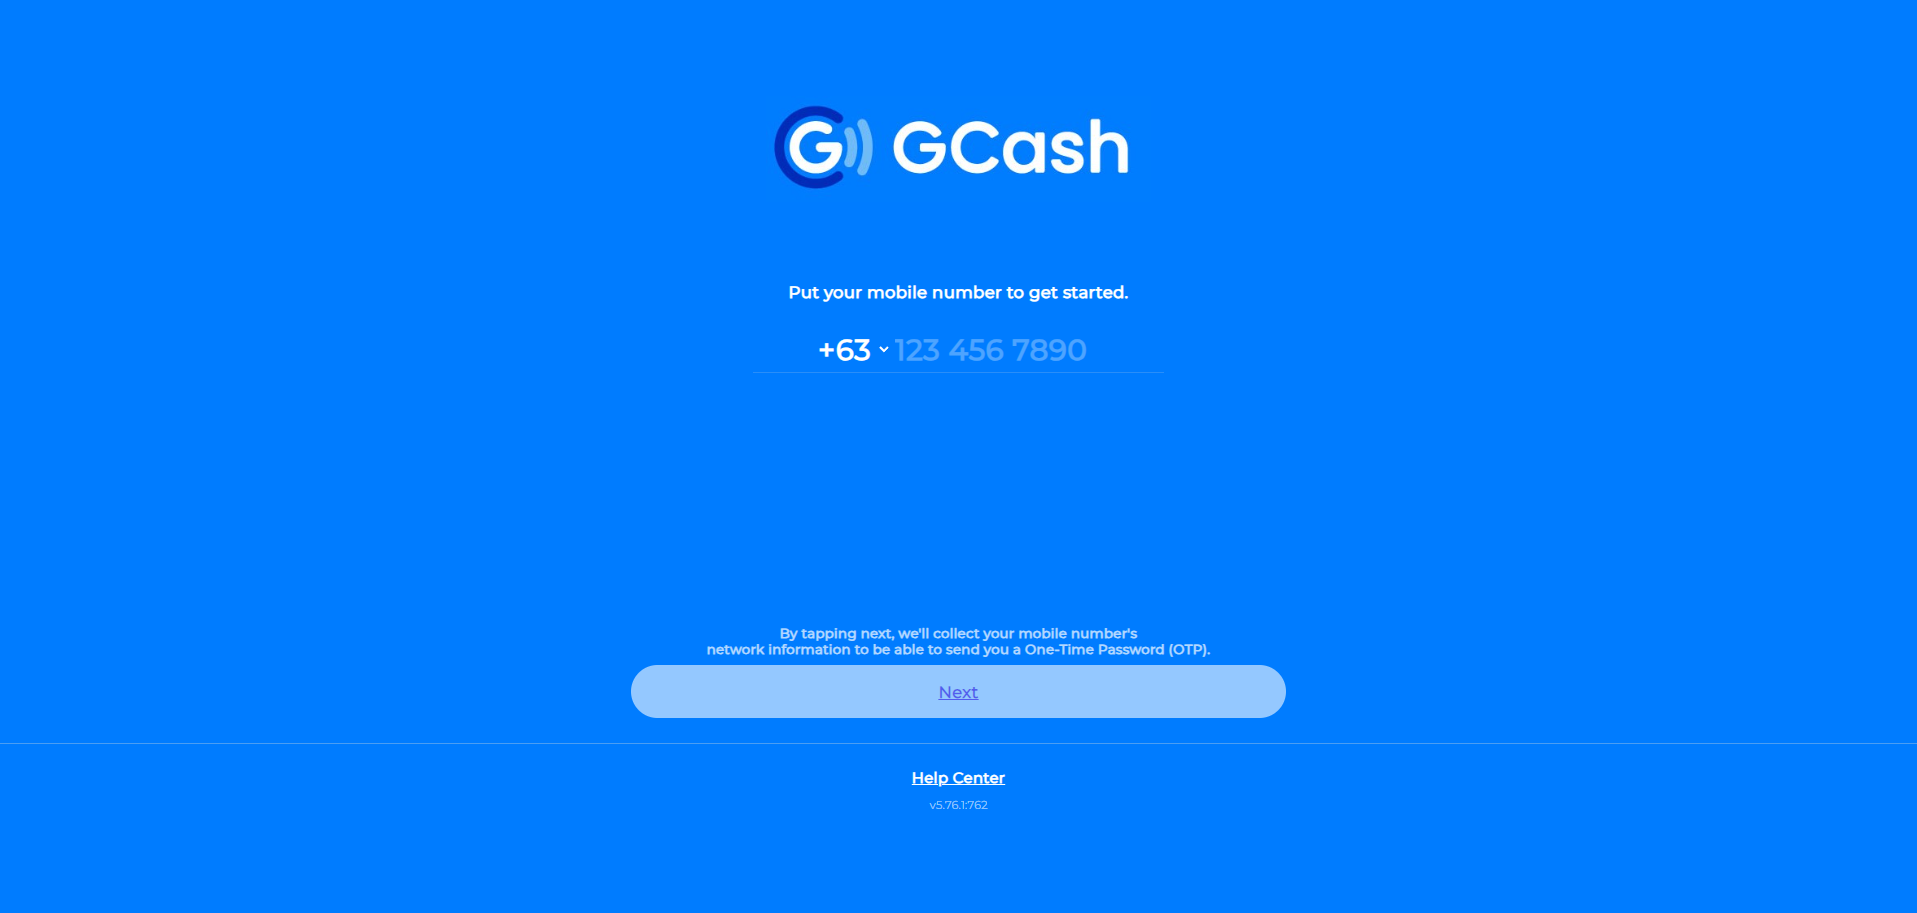 GCash
Put your mobile number to get started.
+63 123 456 7890
By tapping next, we'll collect your mobile number's
network information to be able to send you a One-Time Password (OTP).
Next
Help Center
v5.76.1:762